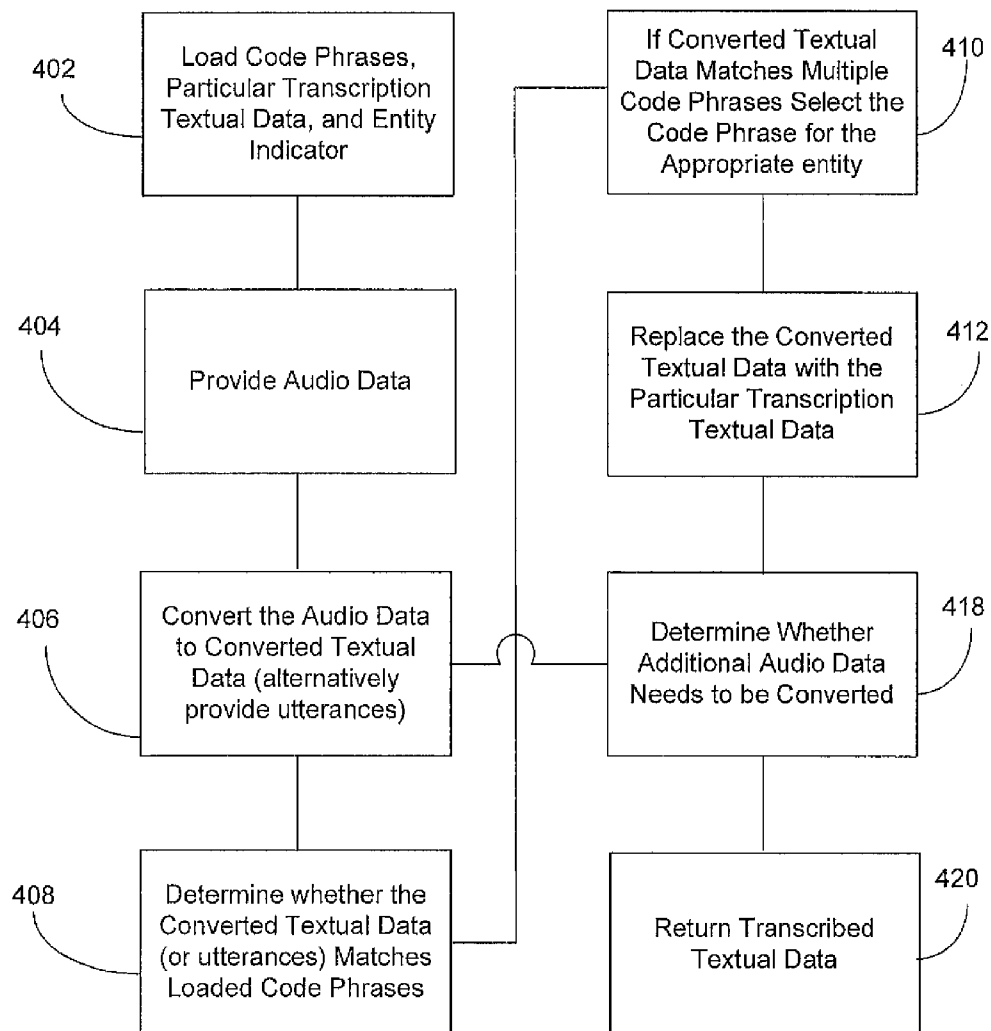 402
Load Code Phrases,
Particular Transcription
Textual Data, and Entity
Indicator
404
Provide Audio Data
406
Convert the Audio Data
to Converted Textual
Data (alternatively
provide utterances)
408
Determine whether the
Converted Textual Data
(or utterances) Matches
Loaded Code Phrases
410
If Converted Textual
Data Matches Multiple
Code Phrases Select the
Code Phrase for the
Appropriate entity
412
Replace the Converted
Textual Data with the
Particular Transcription
Textual Data
418
Determine Whether
Additional Audio Data
Needs to be Converted
420
Return Transcribed
Textual Data